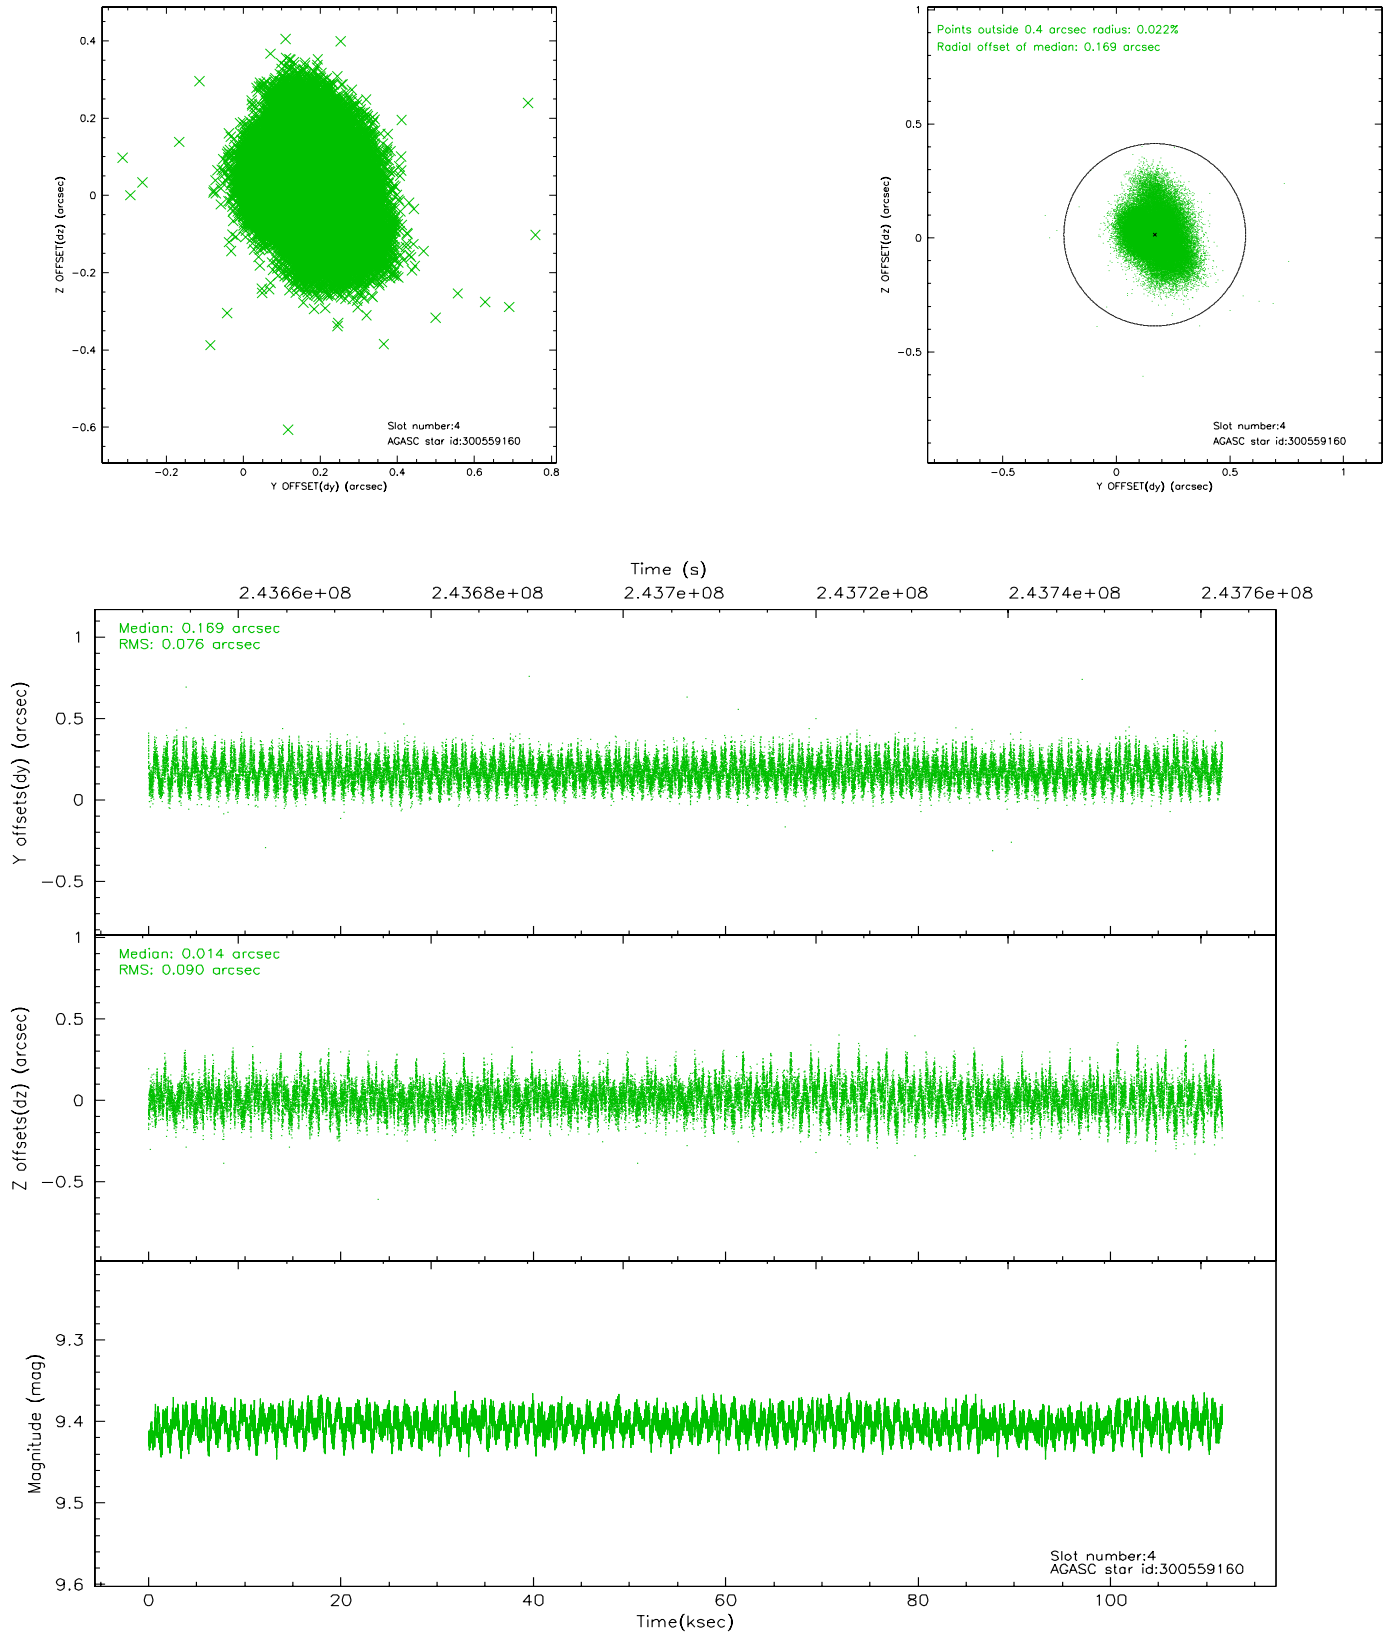 0.4
0.2
0
−0.2
−0.4
−0.6
Z OFFSET(dz) (arcsec)
−0.2
0
0.2
0.4
0.6
0.8
Y OFFSET(dy) (arcsec)
Slot number:4
AGASC star id:300559160
Points outside 0.4 arcsec radius: 0.022%
Radial offset of median: 0.169 arcsec
1
0.5
0
−0.5
Z OFFSET(dz) (arcsec)
−0.5
0
0.5
1
Y OFFSET(dy) (arcsec)
Slot number:4
AGASC star id:300559160
Time (s)
2.4366e+08
2.4368e+08
2.437e+08
2.4372e+08
2.4374e+08
2.4376e+08
Median: 0.169 arcsec
RMS: 0.076 arcsec
1
0.5
0
−0.5
Y offsets(dy) (arcsec)
Median: 0.014 arcsec
RMS: 0.090 arcsec
1
0.5
0
−0.5
Z offsets(dz) (arcsec)
9.3
9.4
9.5
9.6
Magnitude (mag)
Slot number:4
AGASC star id:300559160
0
20
40
60
80
100
Time(ksec)